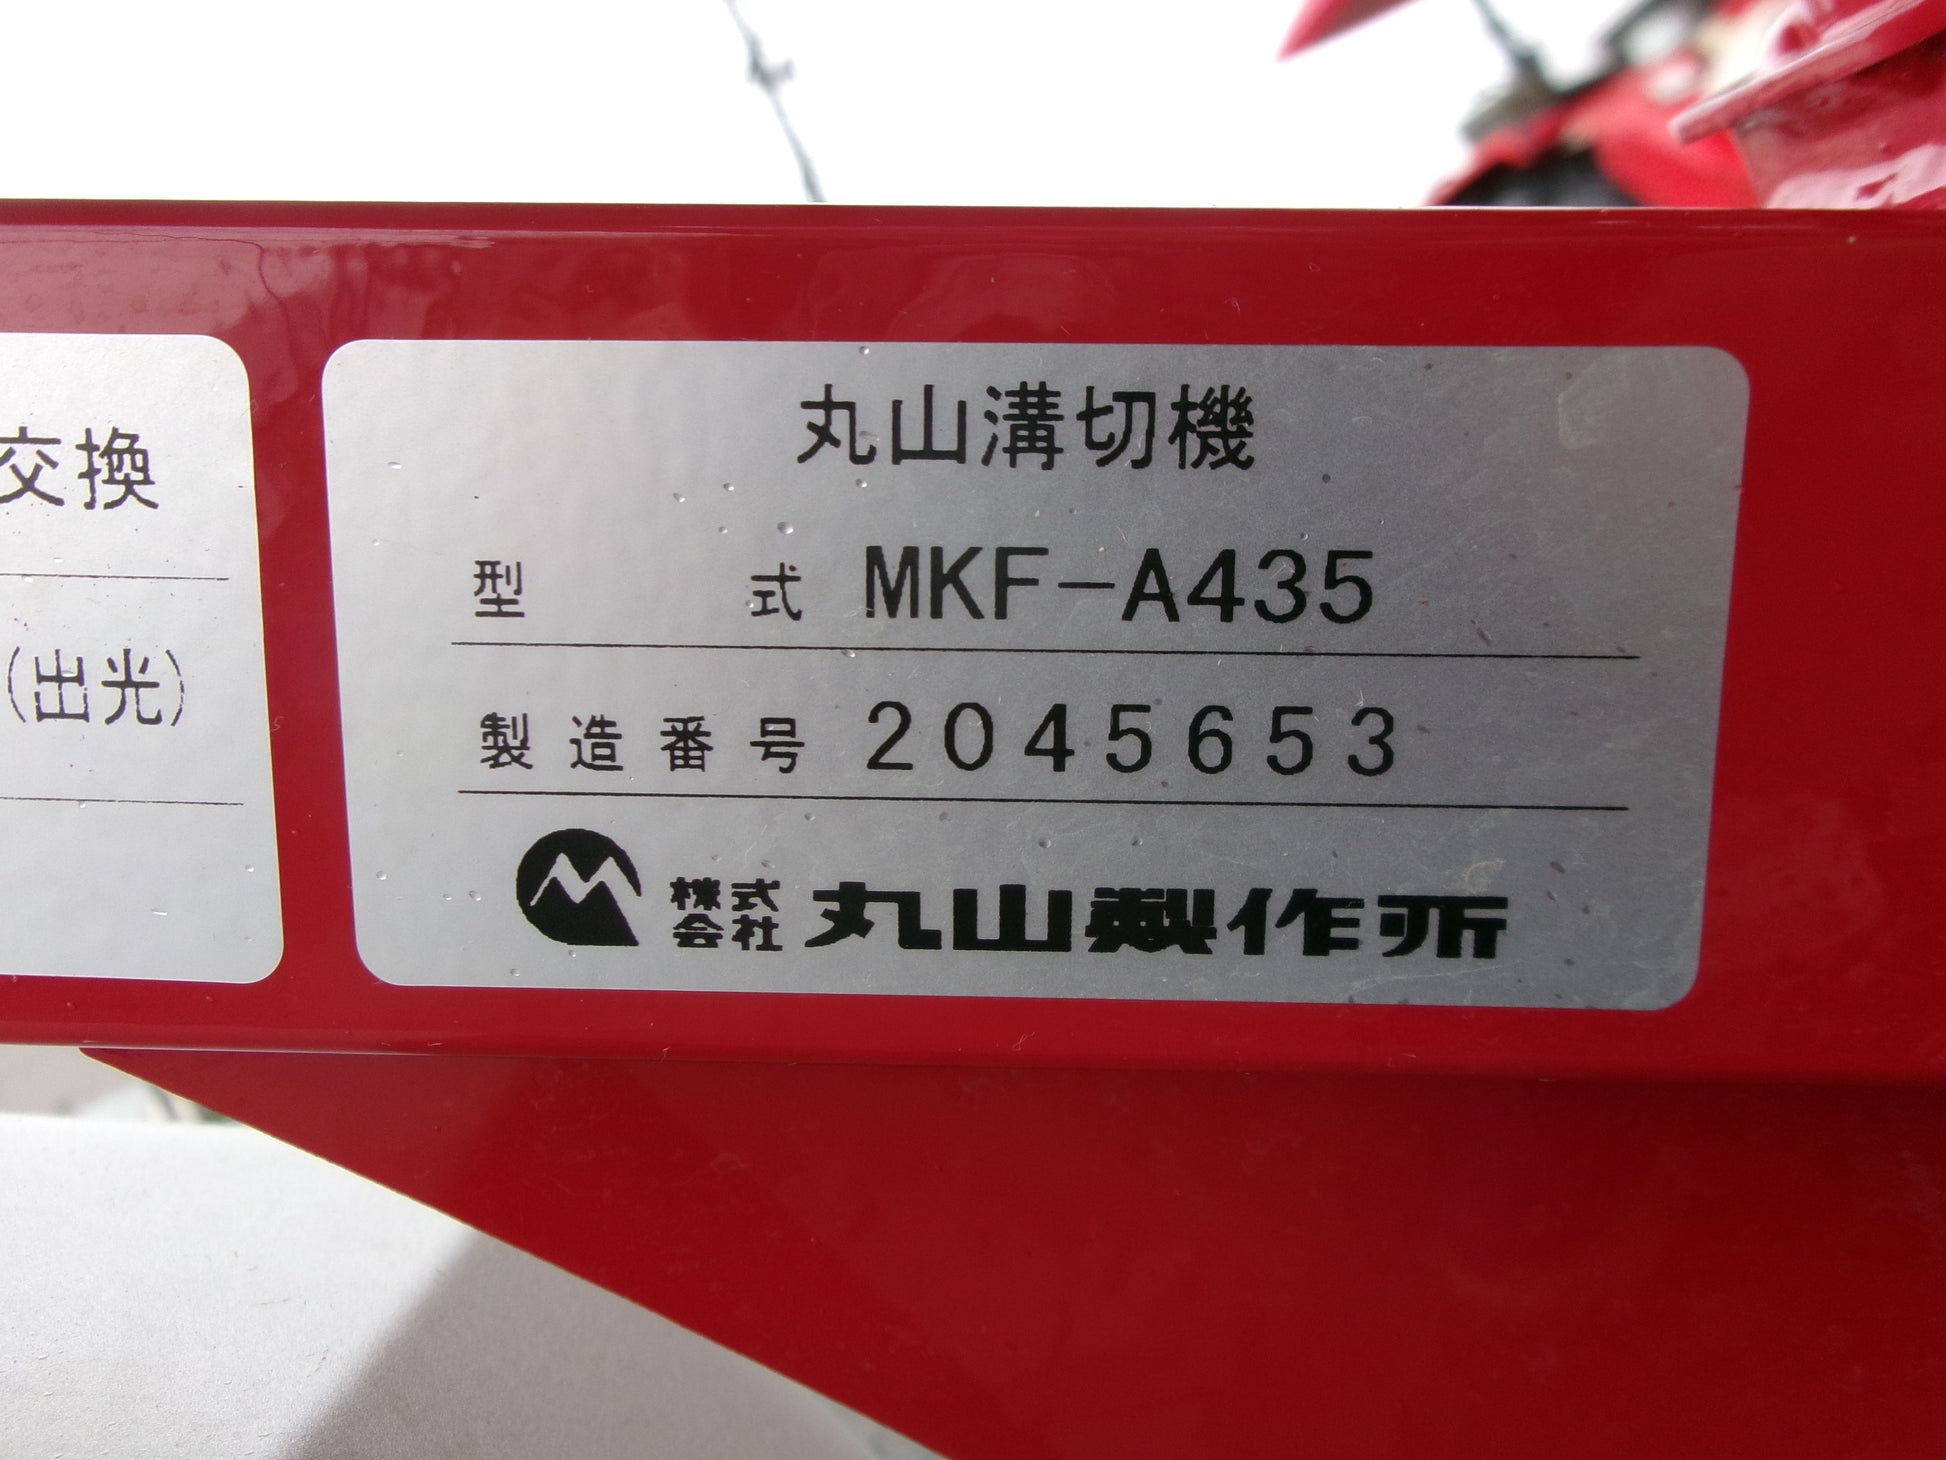 交換
(出光)
丸山溝切機
型式 MKF-A435
製造番号 2045653
株式会社 丸山製作所